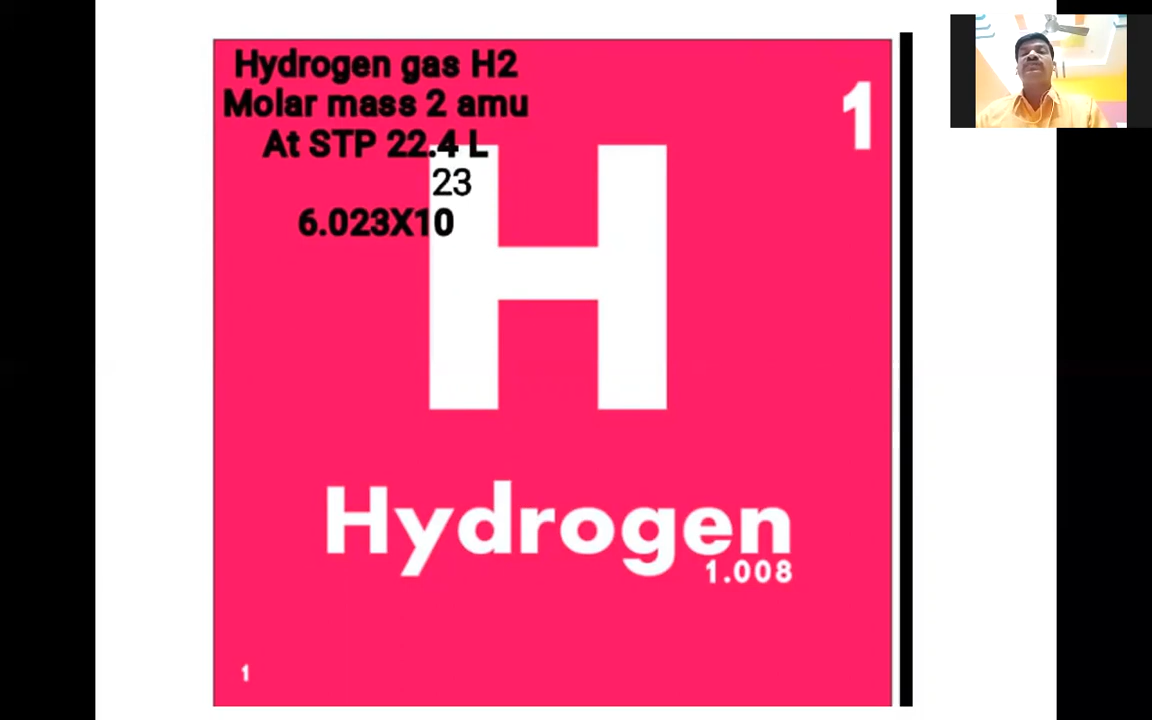 Hydrogen gas H2
Molar mass 2 amu
At STP 22.4 L
23
6.023X10
1
H
Hydrogen
1.008
1